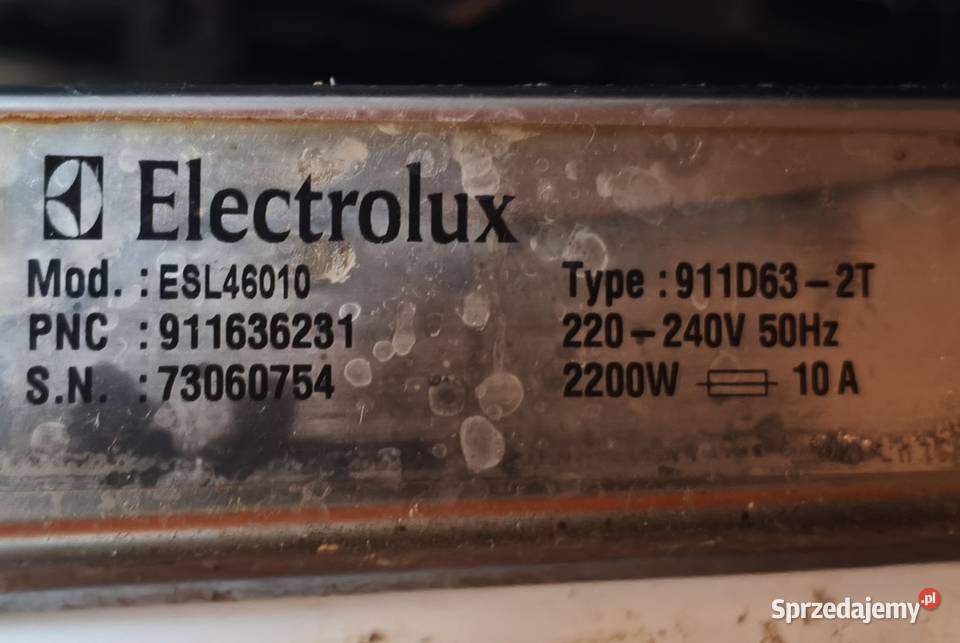 Electrolux
Mod. : ESL46010
PNC : 911636231
S.N. : 73060754
Type : 911D63-2T
220-240V 50Hz
2200W 10 A
Sprzedajemy.pl